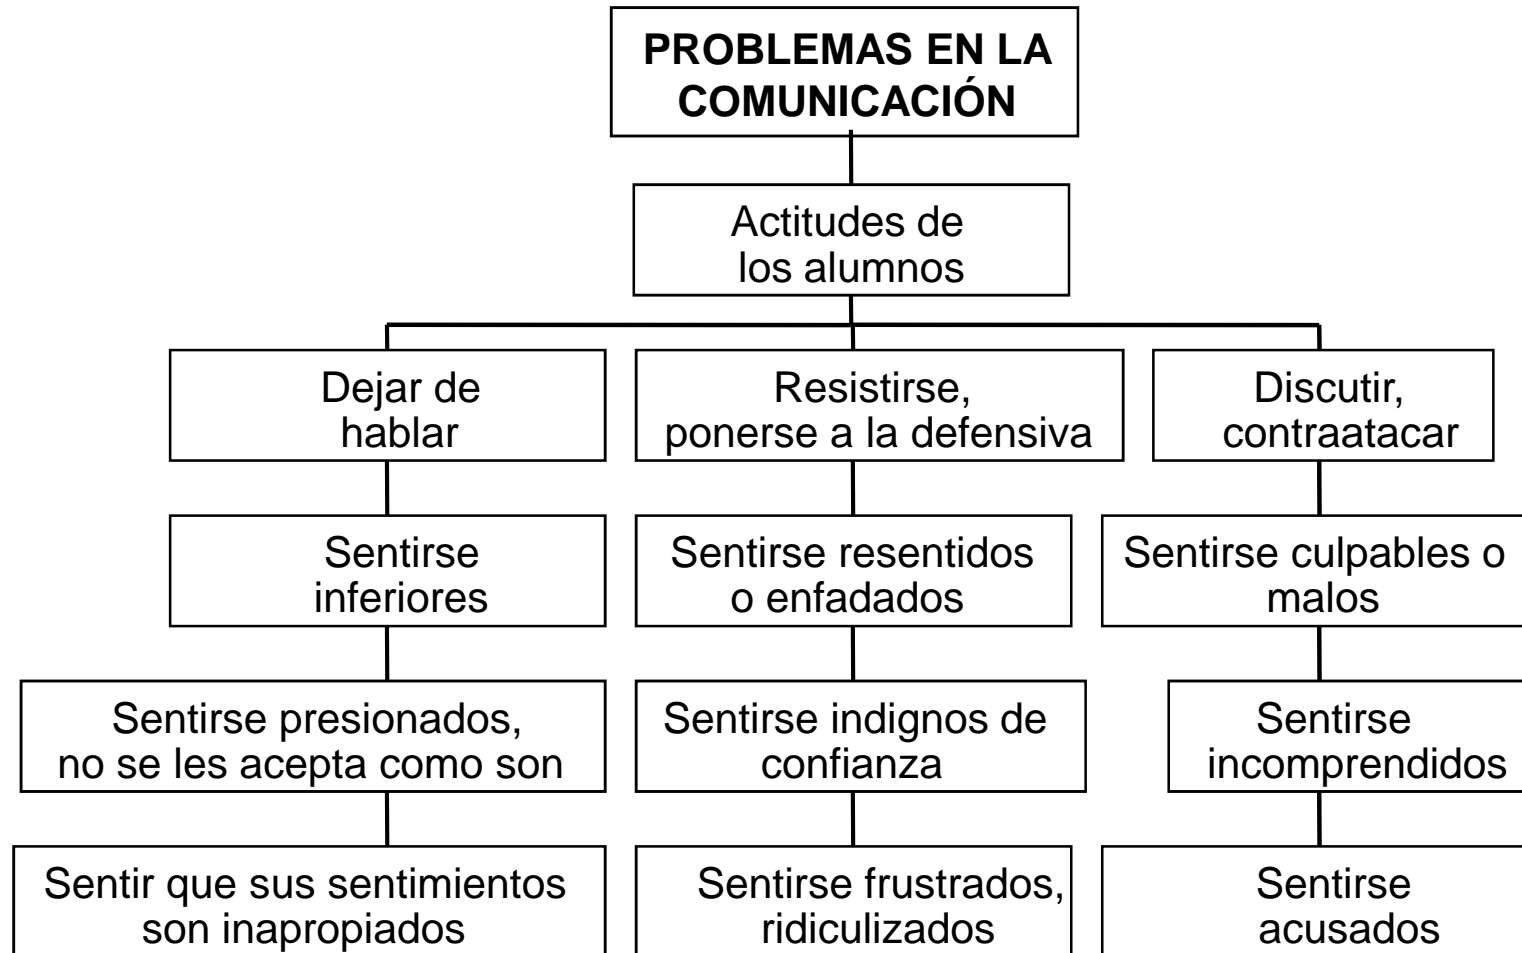 PROBLEMAS EN LA
COMUNICACIÓN
Actitudes de
los alumnos
Dejar de
hablar
Resistirse,
ponerse a la defensiva
Discutir,
contraatacar
Sentirse
inferiores
Sentirse resentidos
o enfadados
Sentirse culpables o
malos
Sentirse presionados,
no se les acepta como son
Sentirse indignos de
confianza
Sentirse
incomprendidos
Sentir que sus sentimientos
son inapropiados
Sentirse frustrados,
ridiculizados
Sentirse
acusados